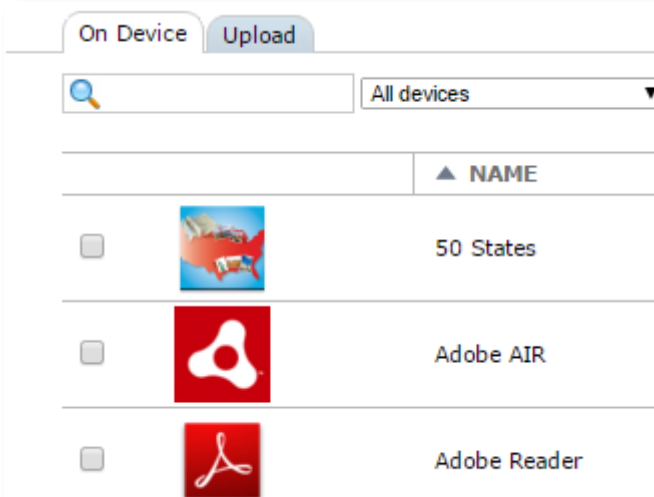 On Device
Upload
All devices
NAME
50 States
Adobe AIR
Adobe Reader